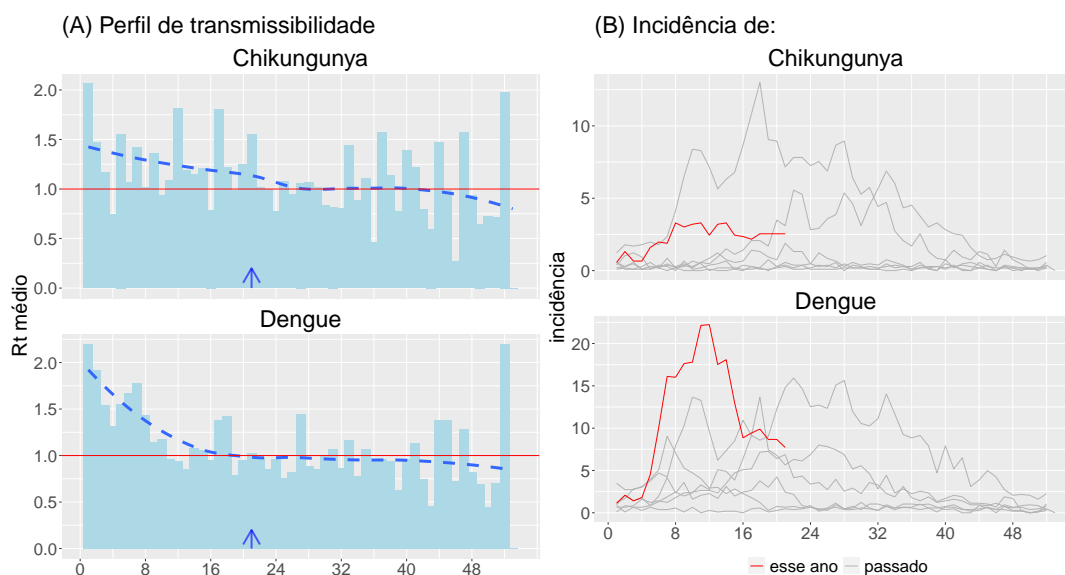 (A) Perfil de transmissibilidade
Chikungunya
2.0
1.5
1.0
0.5
0.0
Dengue
2.0
1.5
1.0
0.5
0.0
0 8 16 24 32 40 48
Rt médio
(B) Incidência de:
Chikungunya
10
5
0
Dengue
20
15
10
5
0
0 8 16 24 32 40 48
incidência
esse ano passado